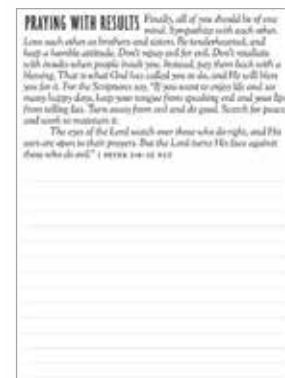 PRAYING WITH RESULTS Finally, all of you should be of one
mind. Sympathize with each other.
Love each other as brothers and sisters. Be tenderhearted, and
keep a humble attitude. Don't repay evil for evil. Don't retaliate
with insults when people insult you. Instead, pay them back with a
blessing. That is what God has called you to do, and He will bless
you for it. For the Scriptures say, "If you want to enjoy life and see
many happy days, keep your tongue from speaking evil and your lips
from telling lies. Turn away from evil and do good. Search for peace,
and work to maintain it.
The eyes of the Lord watch over those who do right, and His
ears are open to their prayers. But the Lord turns His face against
those who do evil." 1 PETER 3:8–12 NLT